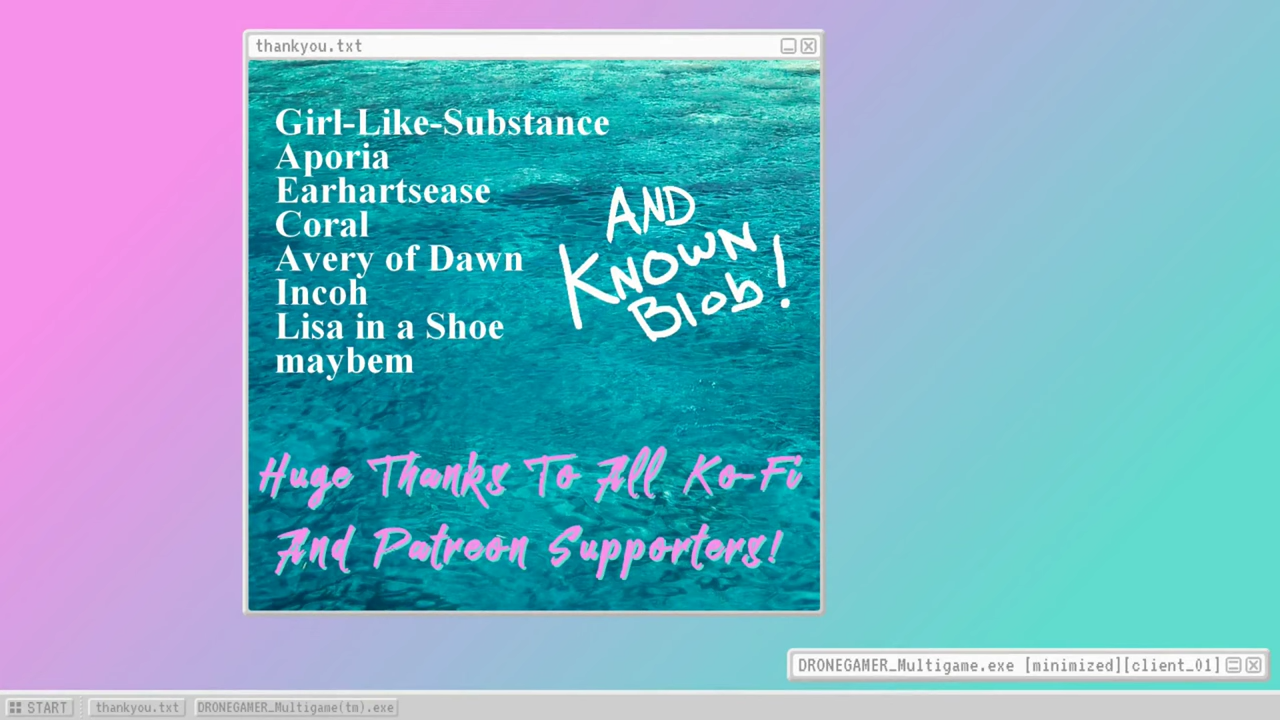 thankyou.txt
Girl-Like-Substance
Aporia
Earhartsease
Coral
Avery of Dawn
Incoh
Lisa in a Shoe
maybem
AND
KNOWN
Blob!
Huge Thanks To All Ko-Fi
And Patreon Supporters!
DRONEGAMER_Multigame.exe [minimized][client_01]
START
thankyou.txt
DRONEGAMER_Multigame(tm).exe